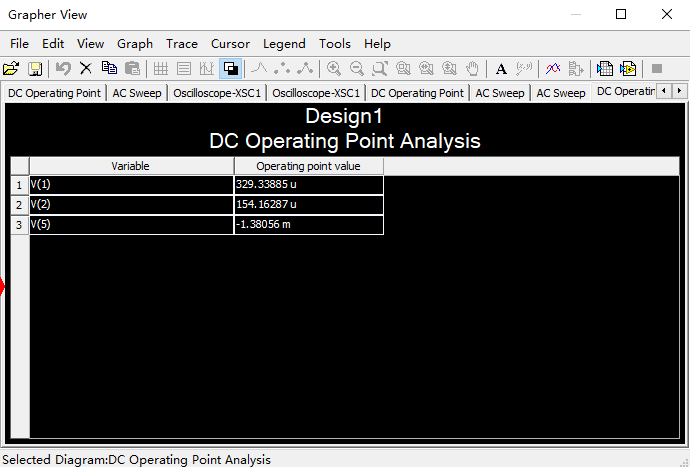 Grapher View
File Edit View Graph Trace Cursor Legend Tools Help
A
DC Operating Point AC Sweep Oscilloscope-XSC1 Oscilloscope-XSC1 DC Operating Point AC Sweep AC Sweep DC Operatin
Design1
DC Operating Point Analysis
Variable Operating point value
1 V(1) 329.33885 u
2 V(2) 154.16287 u
3 V(5) -1.38056 m
Selected Diagram:DC Operating Point Analysis